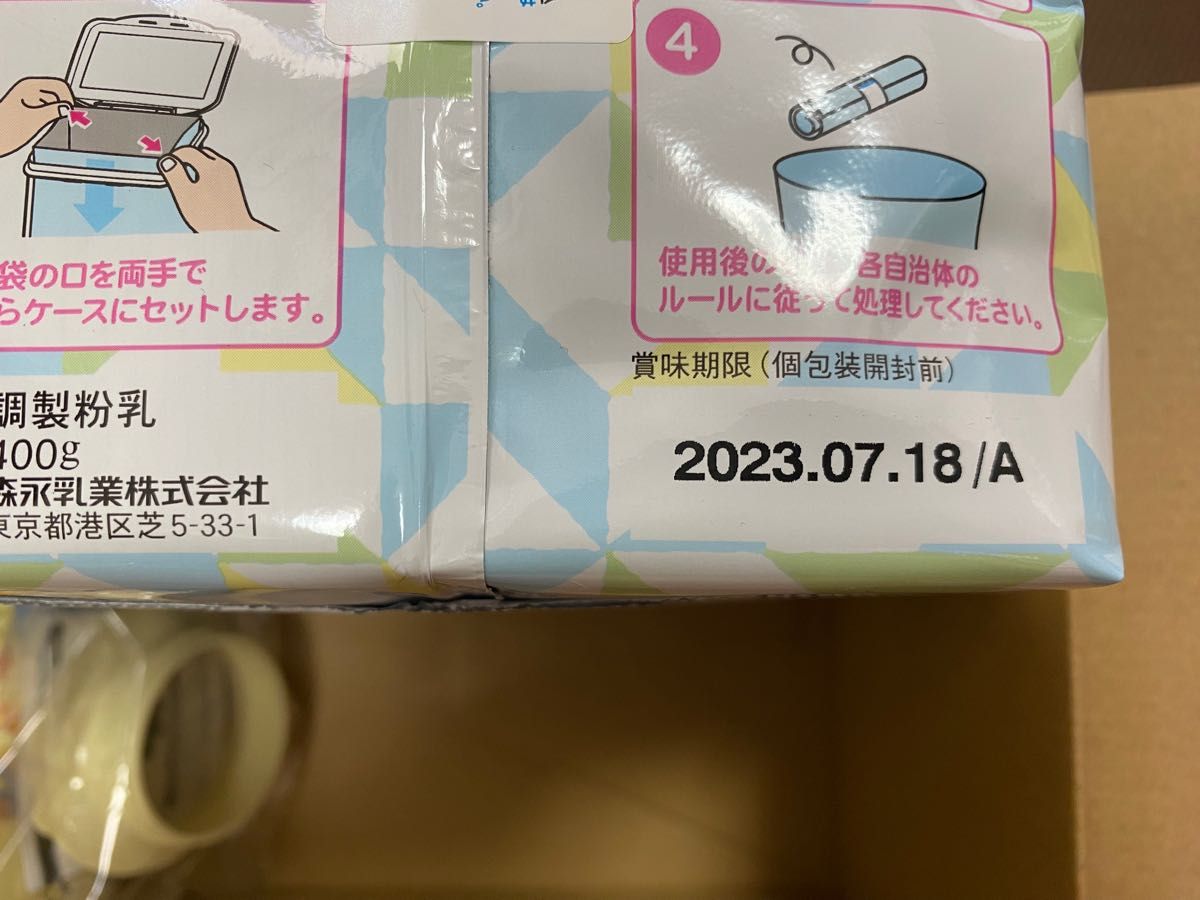 袋の口を両手で
らケースにセットします。
調製粉乳
400g
森永乳業株式会社
東京都港区芝5-33-1
4
使用後の 各自治体の
ルールに従って処理してください。
賞味期限(個包装開封前)
2023.07.18/A